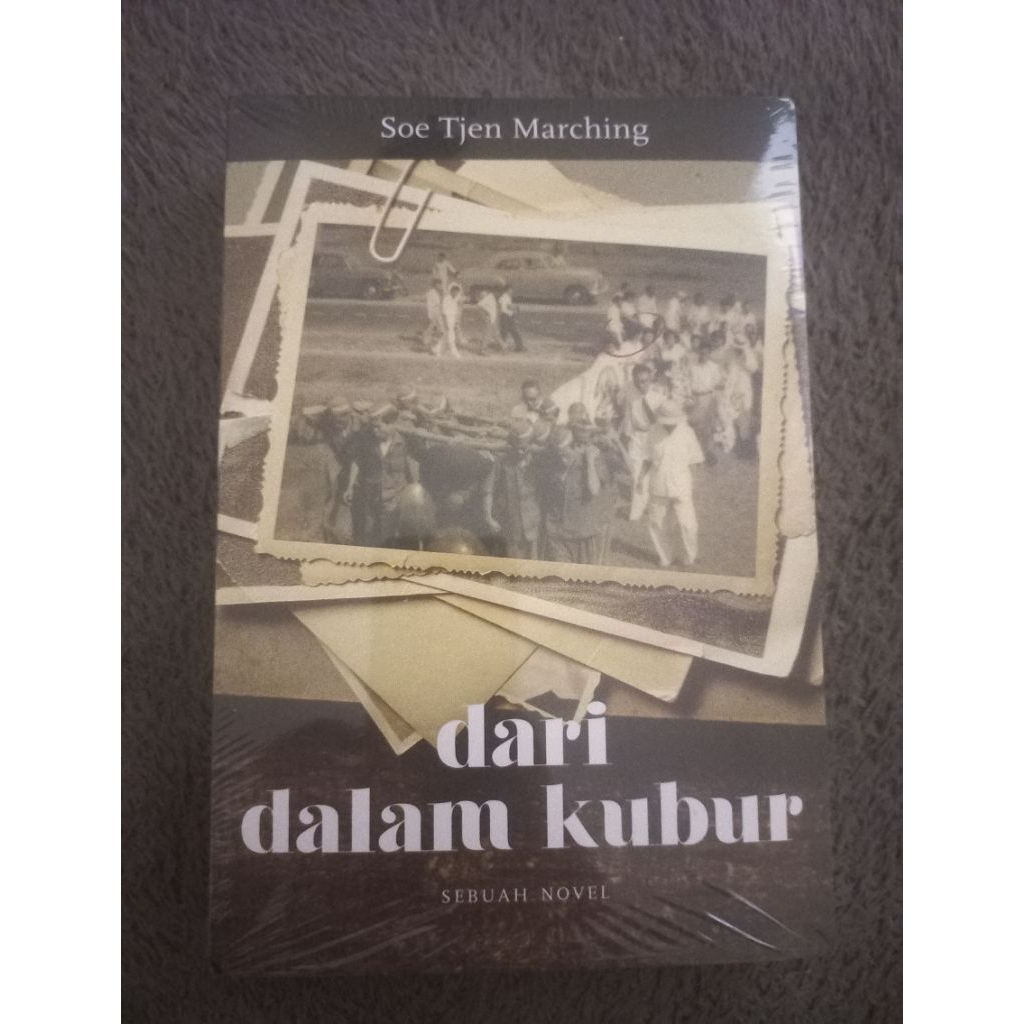 Soe Tjen Marching
dari
dalam kubur
SEBUAH NOVEL